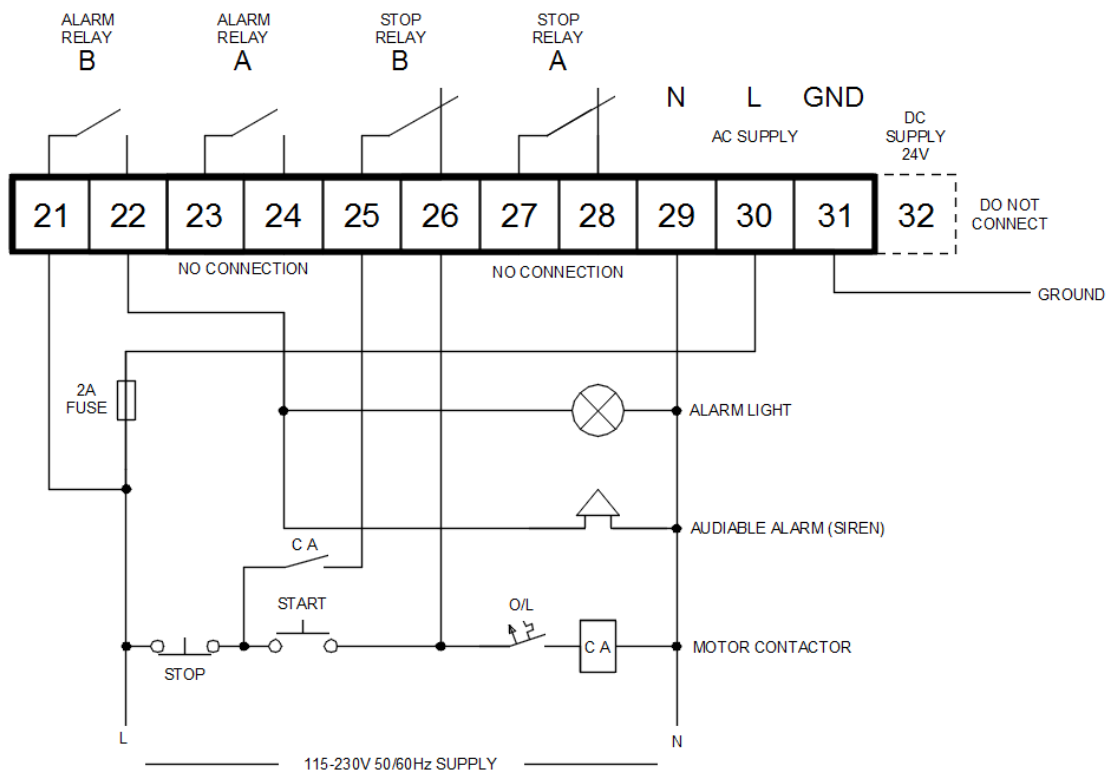 ALARM
RELAY
B
ALARM
RELAY
A
STOP
RELAY
B
STOP
RELAY
A
N L GND
AC SUPPLY
DC
SUPPLY
24V
21 22 23 24 25 26 27 28 29 30 31 32
DO NOT
CONNECT
NO CONNECTION
NO CONNECTION
GROUND
2A
FUSE
ALARM LIGHT
AUDIABLE ALARM (SIREN)
C A
START
O/L
C A
MOTOR CONTACTOR
STOP
L
N
115-230V 50/60Hz SUPPLY